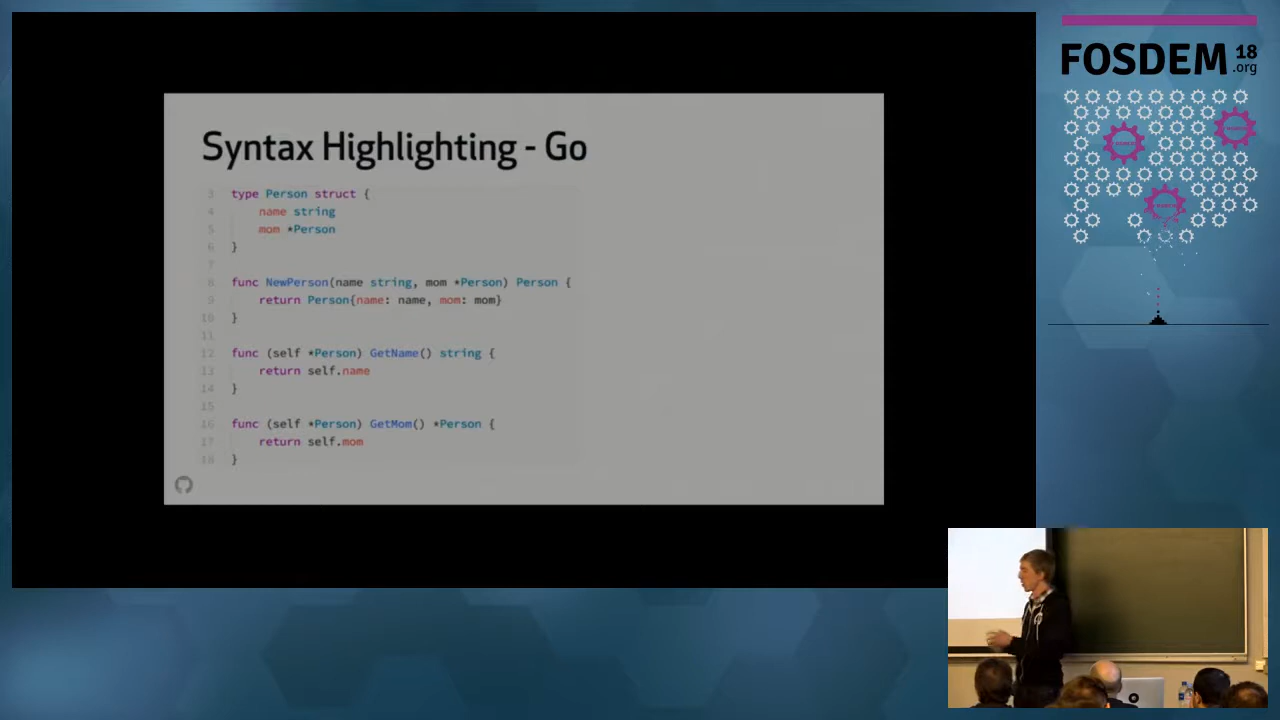 FOSDEM 18
.org
Syntax Highlighting - Go
3 type Person struct {
4 name string
5 mom *Person
6 }
7
8 func NewPerson(name string, mom *Person) Person {
9 return Person{name: name, mom: mom}
10 }
11
12 func (self *Person) GetName() string {
13 return self.name
14 }
15
16 func (self *Person) GetMom() *Person {
17 return self.mom
18 }